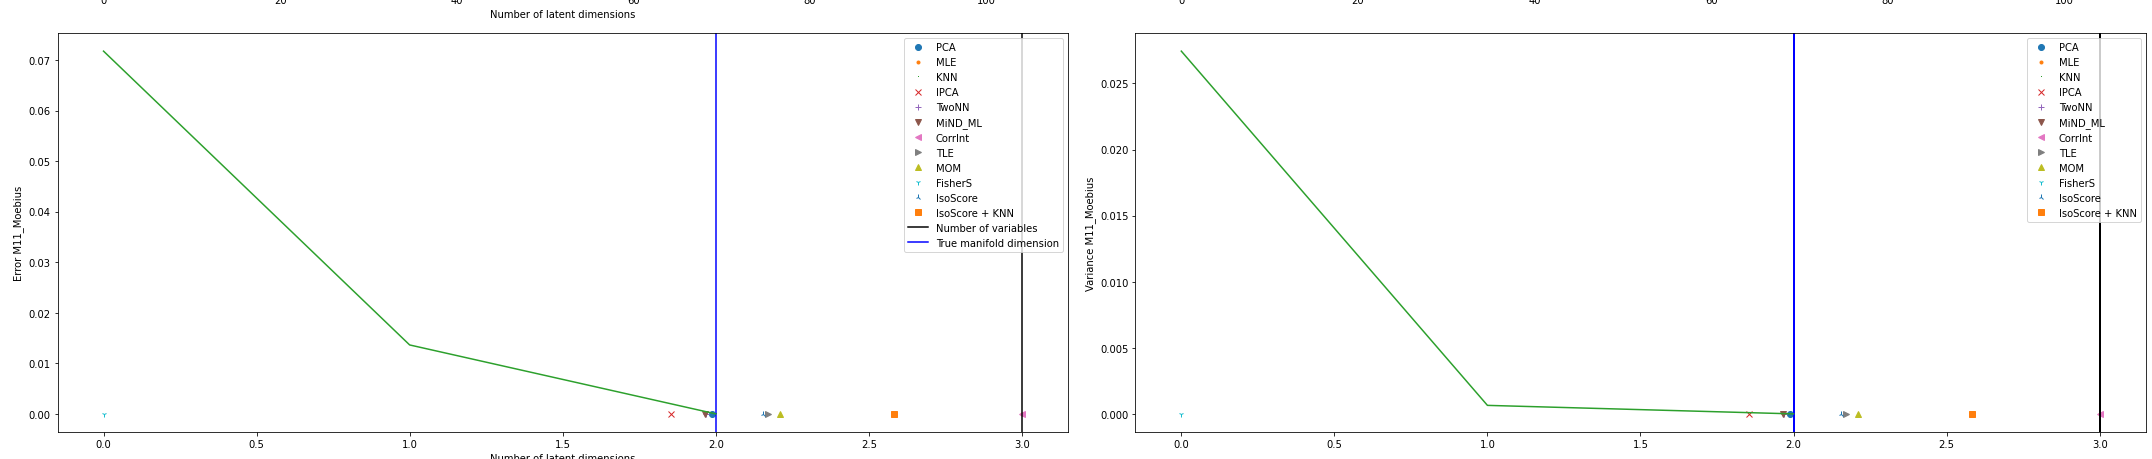 0 20 40 60 80 100
Number of latent dimensions
0.07
0.06
0.05
0.04
0.03
0.02
0.01
0.00
Error M11_Moebius
PCA
MLE
KNN
IPCA
TwoNN
MiND_ML
CorrInt
TLE
MOM
FisherS
IsoScore
IsoScore + KNN
Number of variables
True manifold dimension
0.0 0.5 1.0 1.5 2.0 2.5 3.0
Number of latent dimensions
0 20 40 60 80 100
0.025
0.020
0.015
0.010
0.005
0.000
Variance M11_Moebius
PCA
MLE
KNN
IPCA
TwoNN
MiND_ML
CorrInt
TLE
MOM
FisherS
IsoScore
IsoScore + KNN
0.0 0.5 1.0 1.5 2.0 2.5 3.0